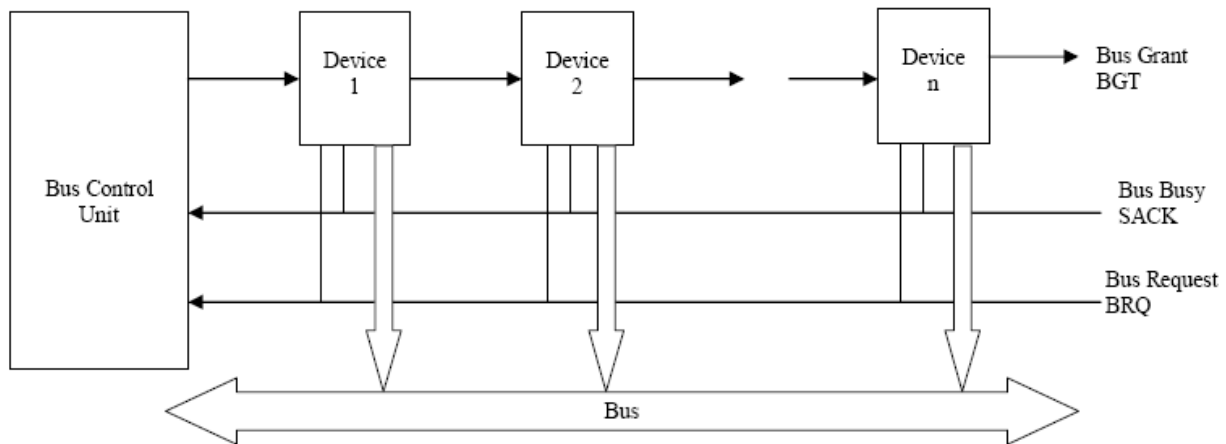 Device
1
Device
2
Device
n
Bus Grant
BGT
Bus Control
Unit
Bus Busy
SACK
Bus Request
BRQ
Bus